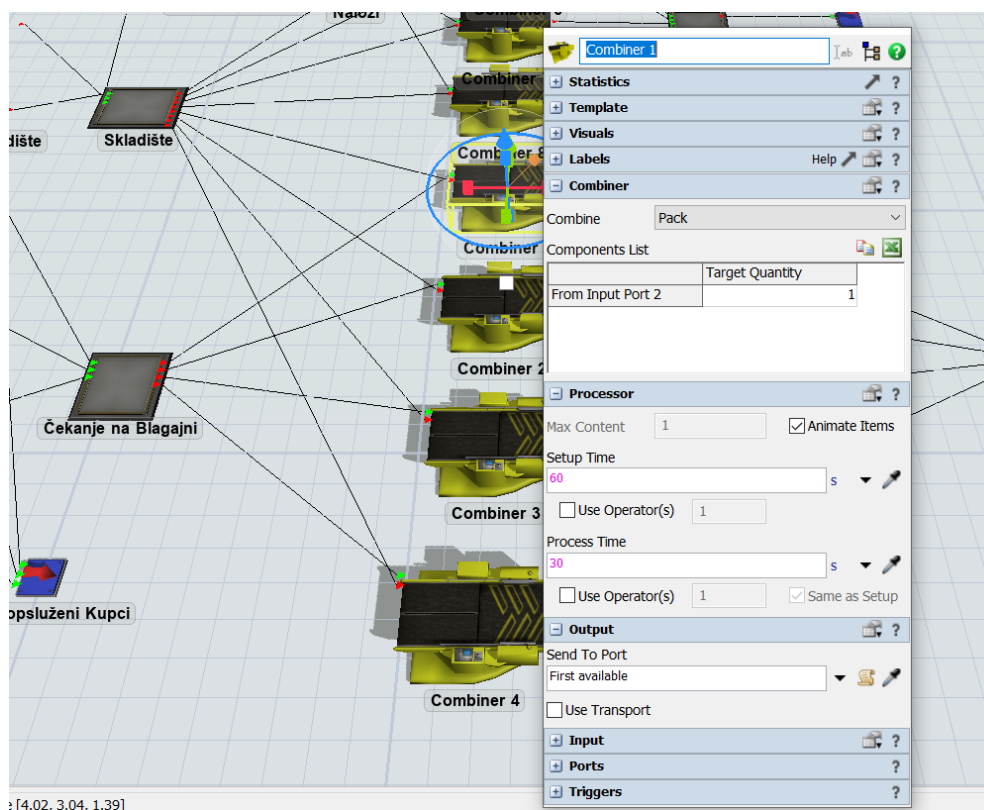 Nalozi
Combiner
Combiner 8
Combiner
Combiner 2
Combiner 3
Combiner 4
dište
Skladište
Čekanje na Blagajni
opsluženi Kupci
e [4.02, 3.04, 1.39]
Combiner 1
Statistics
?
Template
?
Visuals
?
Labels
Help
?
Combiner
?
Combine
Pack
Components List
Target Quantity
From Input Port 2
1
Processor
?
Max Content
1
Animate Items
Setup Time
60
s
Use Operator(s)
1
Process Time
30
s
Use Operator(s)
1
Same as Setup
Output
?
Send To Port
First available
Use Transport
Input
?
Ports
?
Triggers
?